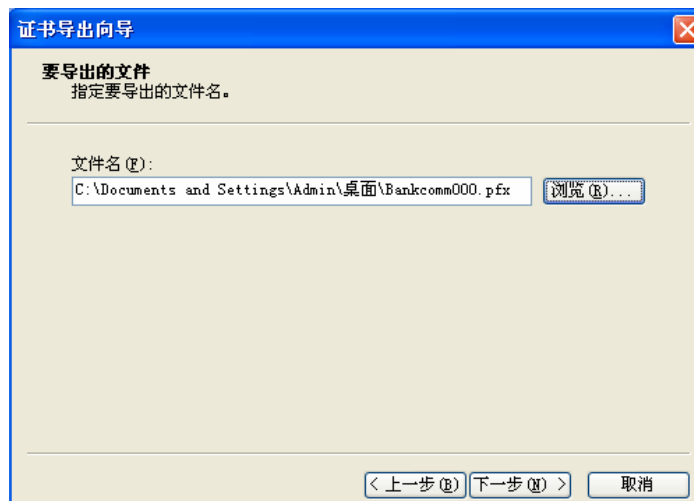 证书导出向导
要导出的文件
指定要导出的文件名。
文件名(F):
C:\Documents and Settings\Admin\桌面\Bankcomm000.pfx
浏览(R)...
< 上一步(B) 下一步(N) > 取消